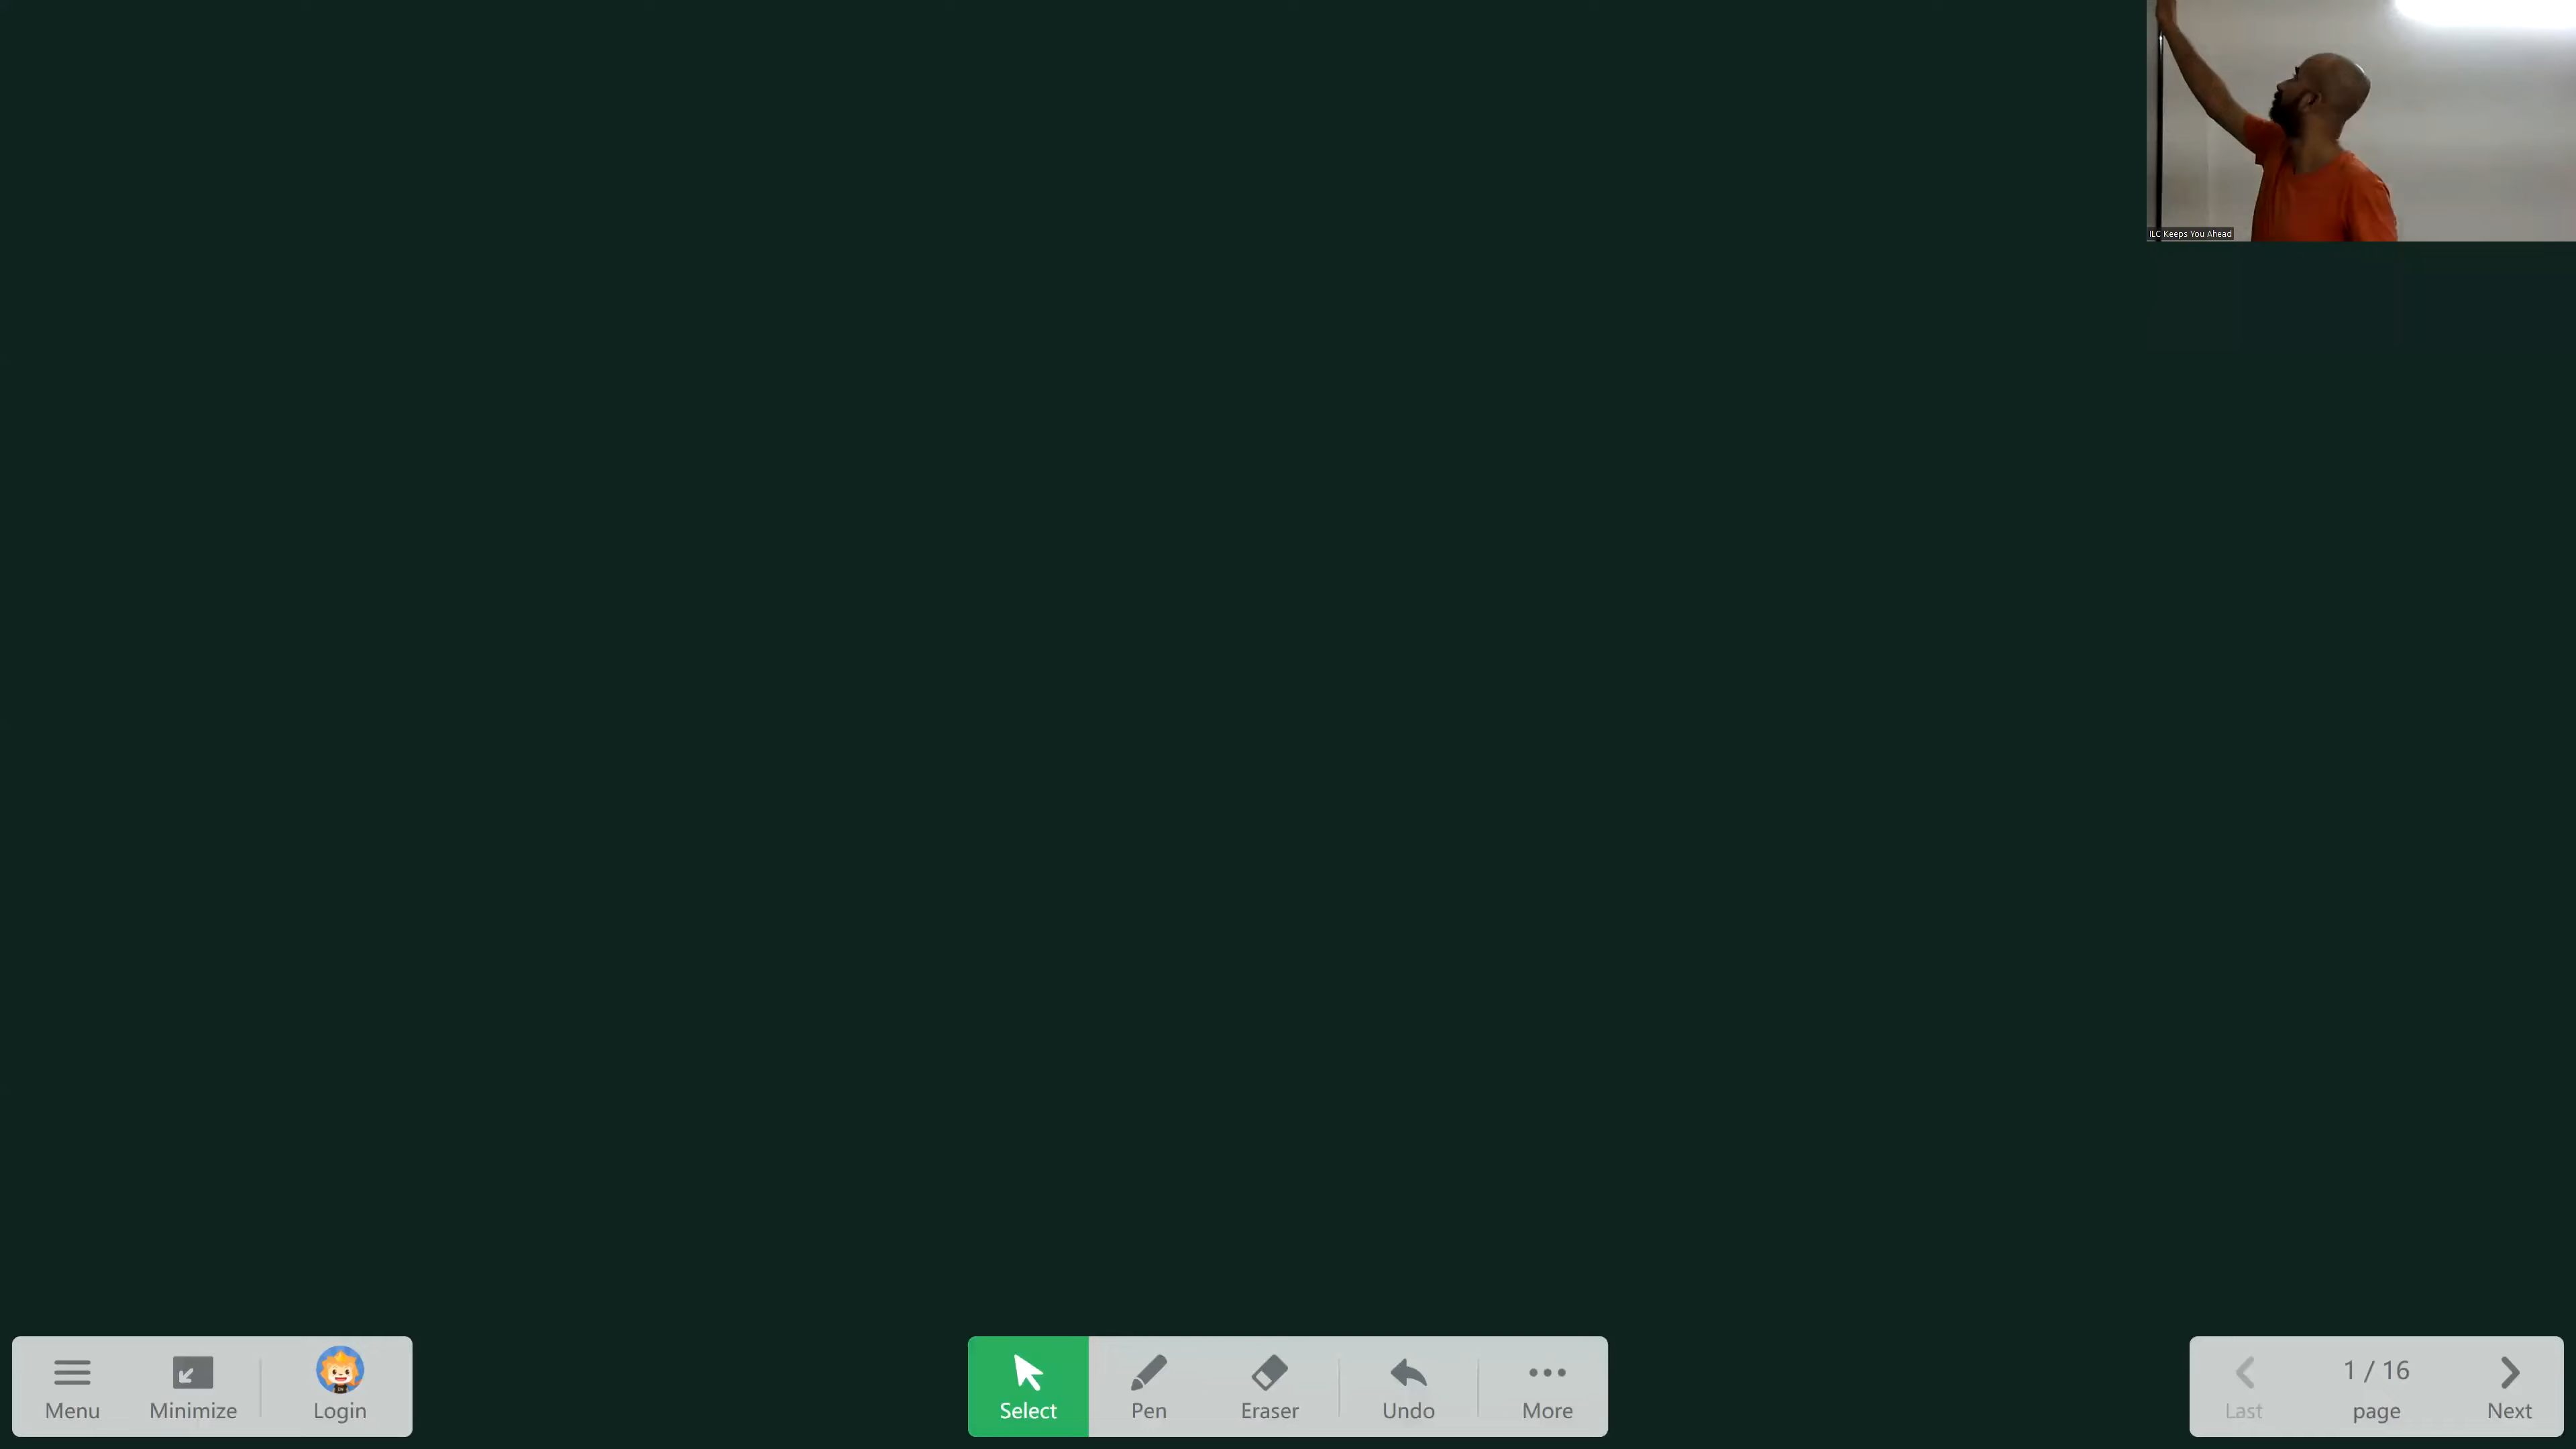 ILC Keeps You Ahead
Menu
Minimize
Login
Select
Pen
Eraser
Undo
More
Last
1 / 16
page
Next